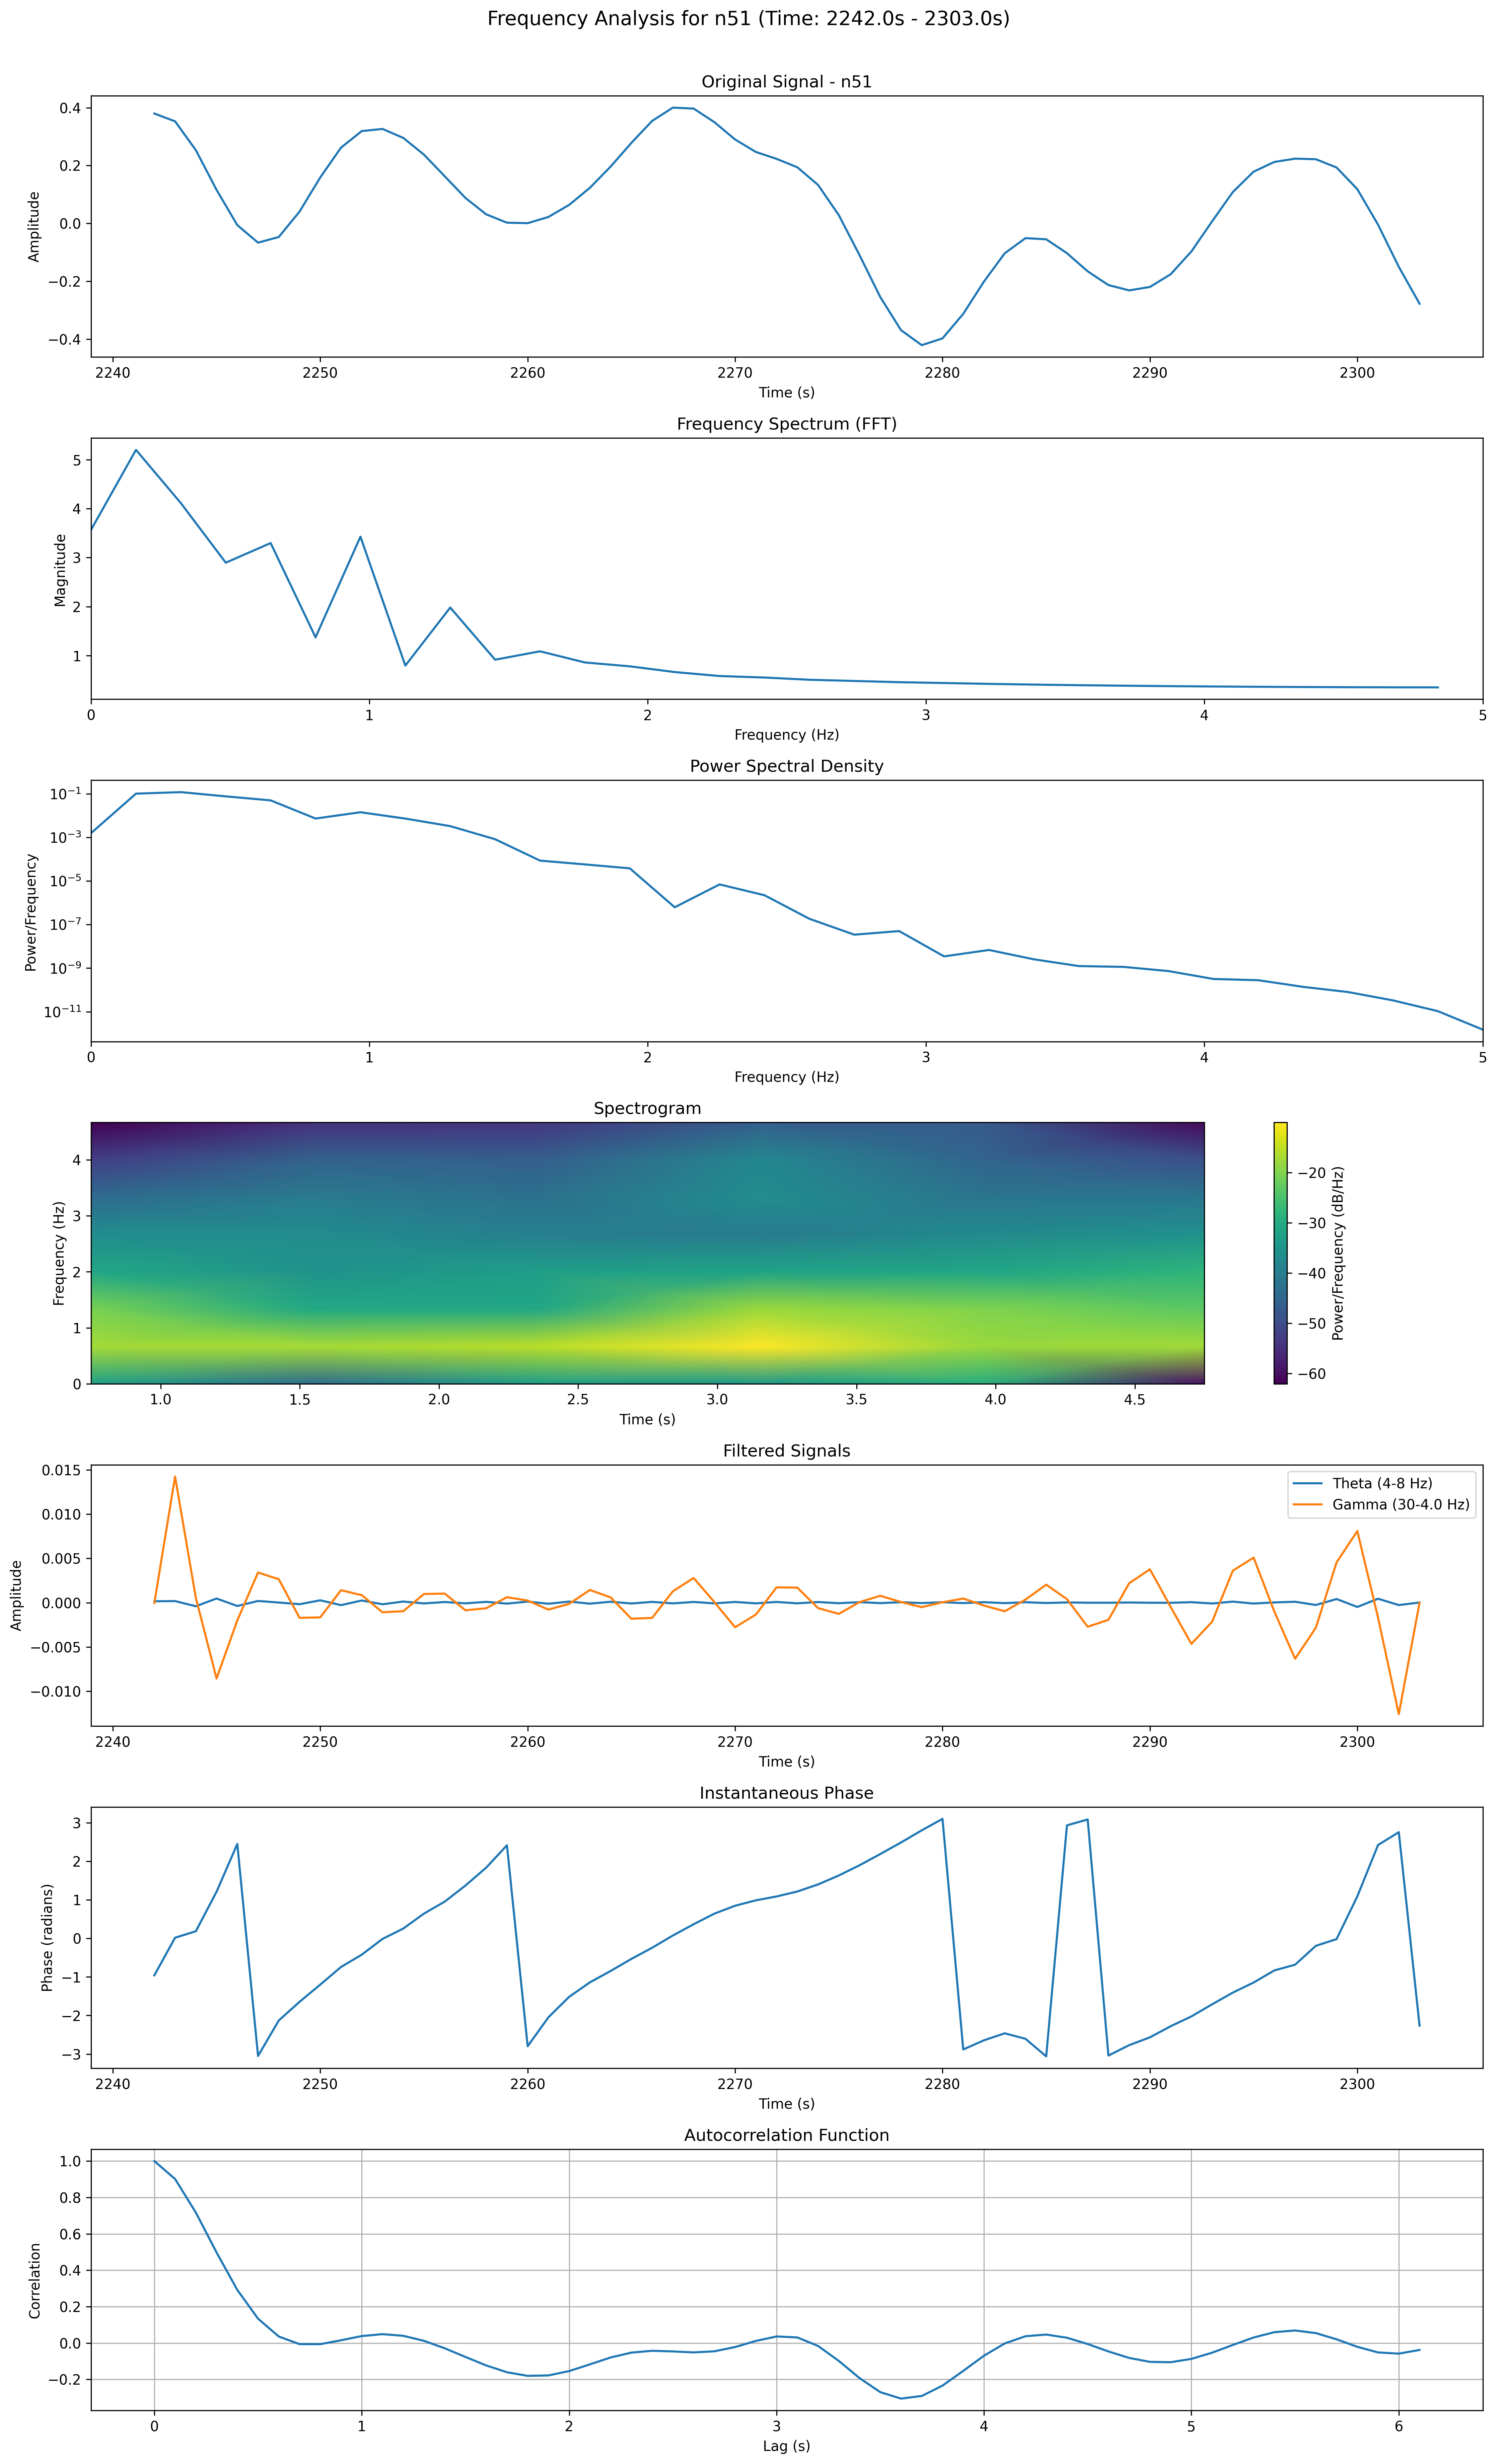 Frequency Analysis for n51 (Time: 2242.0s - 2303.0s)
Original Signal - n51
Amplitude
0.4
0.2
0.0
−0.2
−0.4
2240 2250 2260 2270 2280 2290 2300
Time (s)
Frequency Spectrum (FFT)
Magnitude
5
4
3
2
1
0 1 2 3 4 5
Frequency (Hz)
Power Spectral Density
Power/Frequency
10⁻¹
10⁻³
10⁻⁵
10⁻⁷
10⁻⁹
10⁻¹¹
0 1 2 3 4 5
Frequency (Hz)
Spectrogram
Frequency (Hz)
4
3
2
1
0
1.0 1.5 2.0 2.5 3.0 3.5 4.0 4.5
Time (s)
−20
−30
−40
−50
−60
Power/Frequency (dB/Hz)
Filtered Signals
Amplitude
0.015
0.010
0.005
0.000
−0.005
−0.010
Theta (4-8 Hz)
Gamma (30-4.0 Hz)
2240 2250 2260 2270 2280 2290 2300
Time (s)
Instantaneous Phase
Phase (radians)
3
2
1
0
−1
−2
−3
2240 2250 2260 2270 2280 2290 2300
Time (s)
Autocorrelation Function
Correlation
1.0
0.8
0.6
0.4
0.2
0.0
−0.2
0 1 2 3 4 5 6
Lag (s)